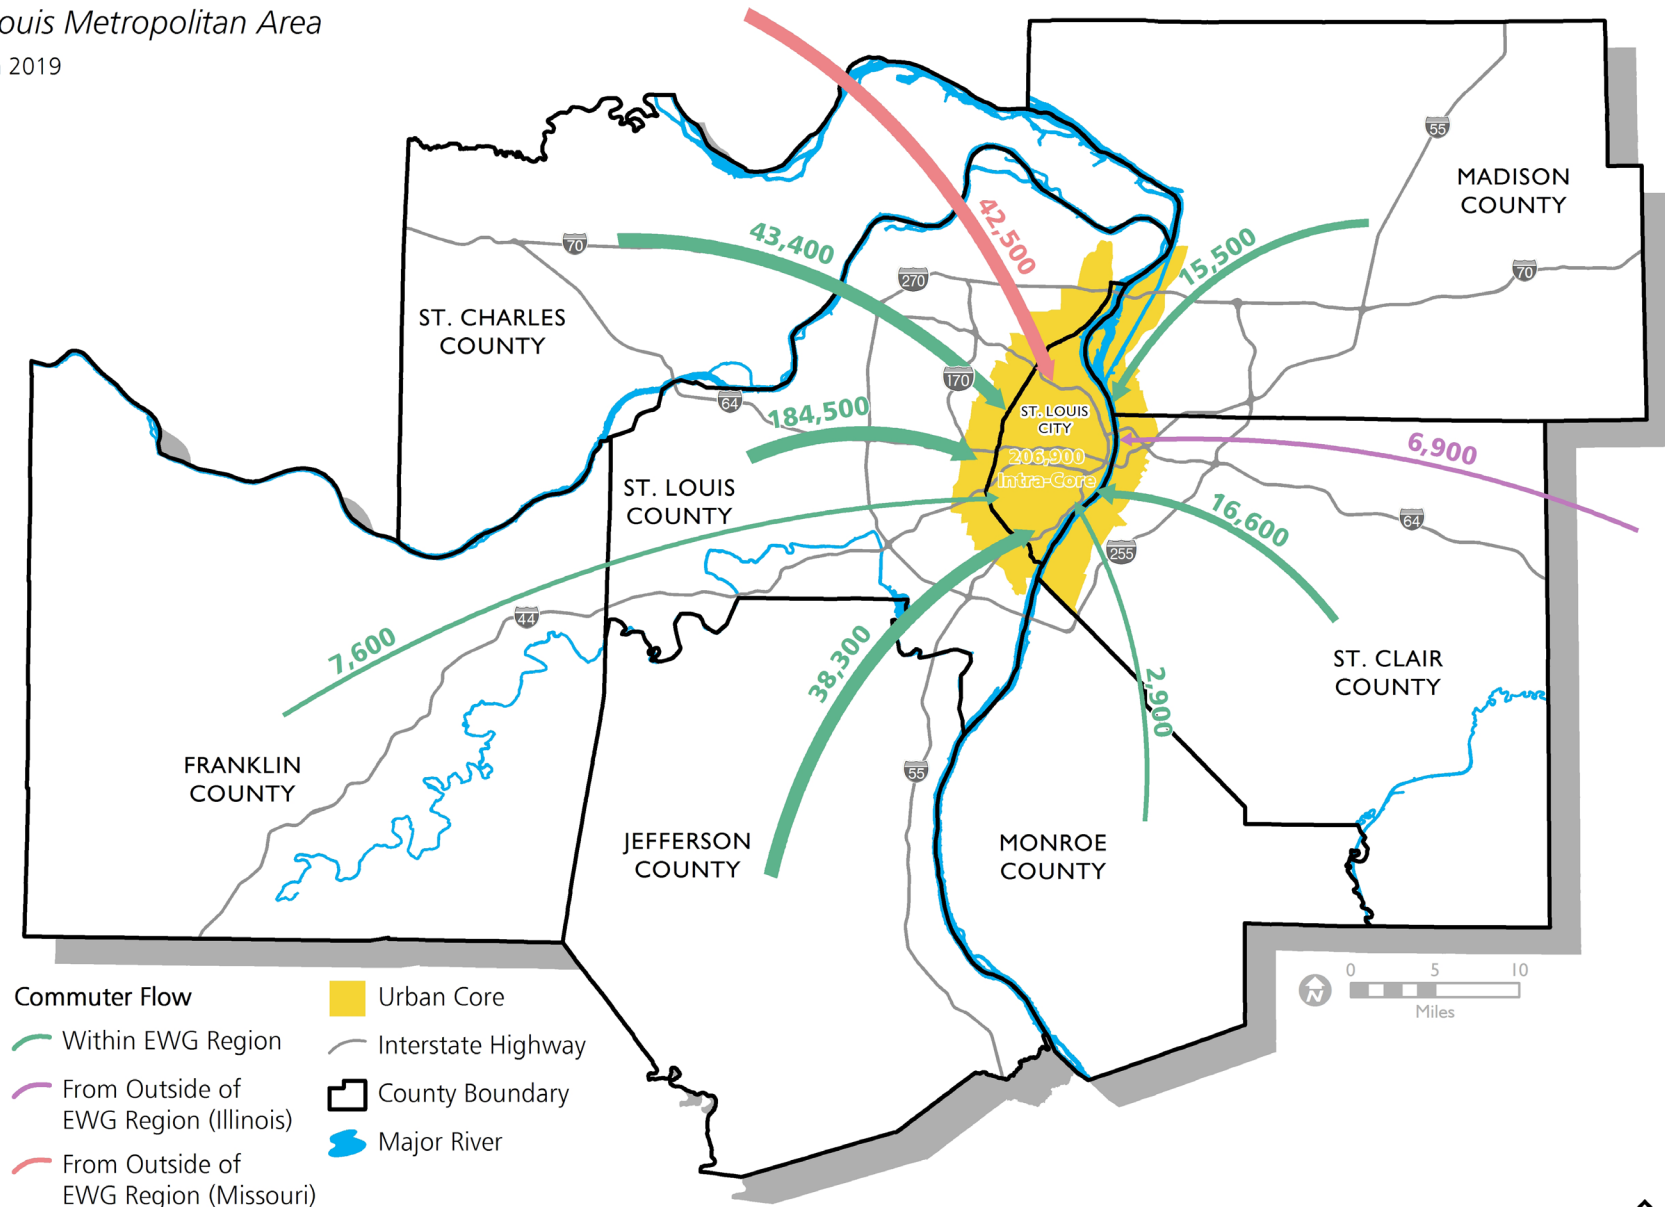 ouis Metropolitan Area
2019
55
MADISON
COUNTY
42,500
43,400
15,500
70
270
70
ST. CHARLES
COUNTY
170
64
184,500
ST. LOUIS
CITY
206,900
Intra-Core
6,900
ST. LOUIS
COUNTY
16,600
64
255
44
7,600
38,300
2,900
ST. CLAIR
COUNTY
FRANKLIN
COUNTY
55
JEFFERSON
COUNTY
MONROE
COUNTY
0 5 10
N
Miles
Commuter Flow
Within EWG Region
From Outside of
EWG Region (Illinois)
From Outside of
EWG Region (Missouri)
Urban Core
Interstate Highway
County Boundary
Major River